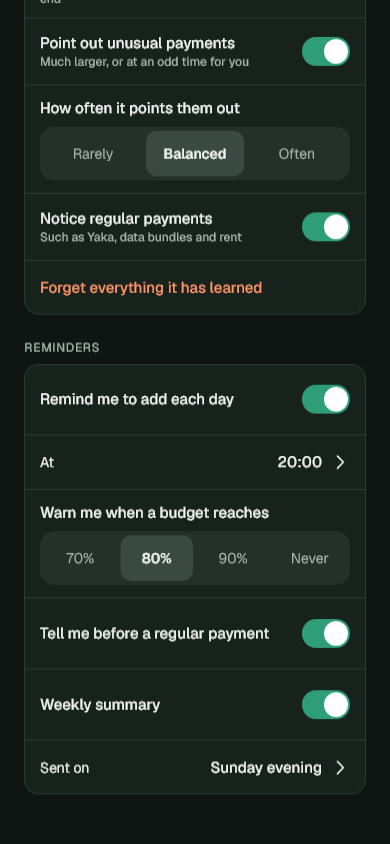 Point out unusual payments
Much larger, or at an odd time for you
How often it points them out
Rarely Balanced Often
Notice regular payments
Such as Yaka, data bundles and rent
Forget everything it has learned
REMINDERS
Remind me to add each day
At 20:00
Warn me when a budget reaches
70% 80% 90% Never
Tell me before a regular payment
Weekly summary
Sent on Sunday evening